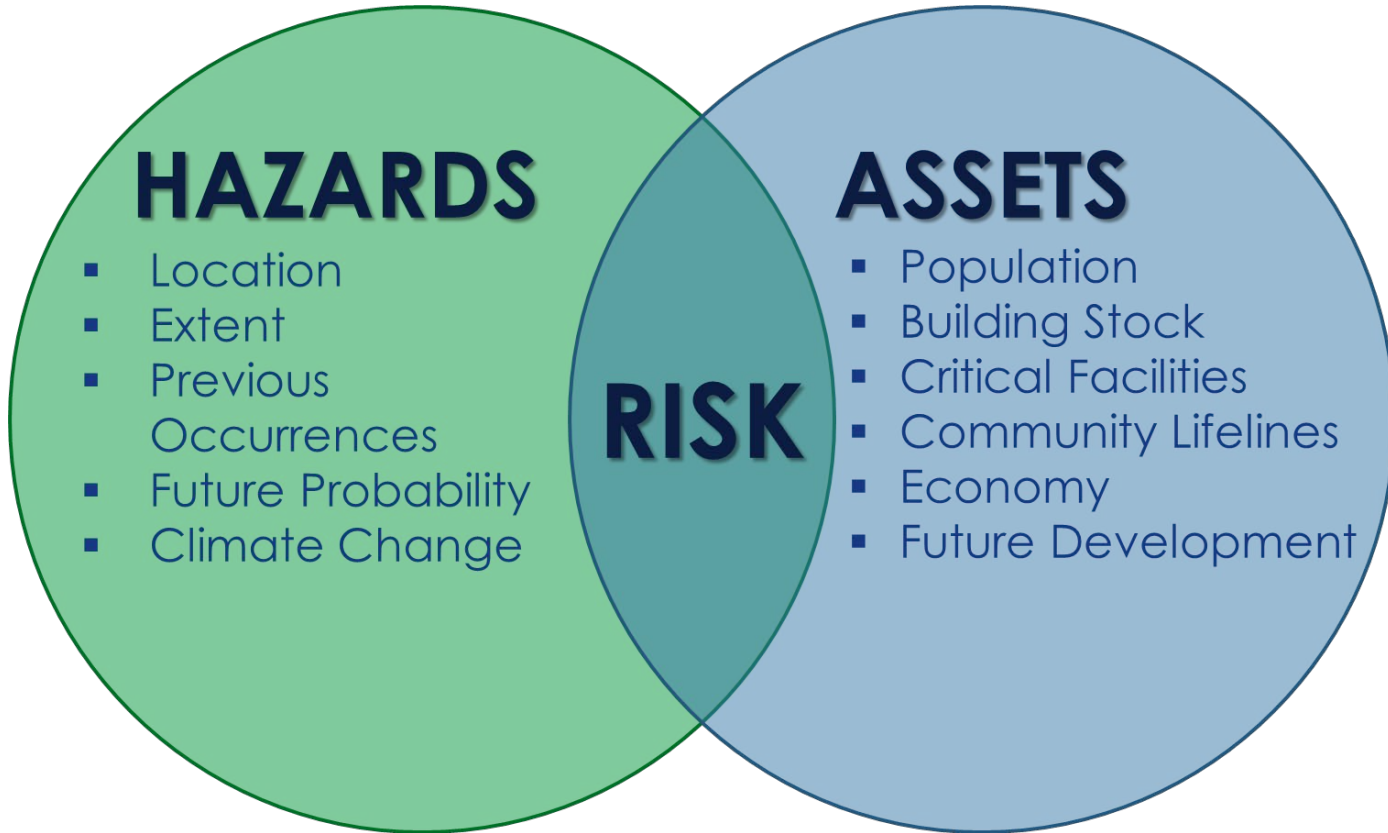 HAZARDS
▪ Location
▪ Extent
▪ Previous
Occurrences
▪ Future Probability
▪ Climate Change
RISK
ASSETS
▪ Population
▪ Building Stock
▪ Critical Facilities
▪ Community Lifelines
▪ Economy
▪ Future Development